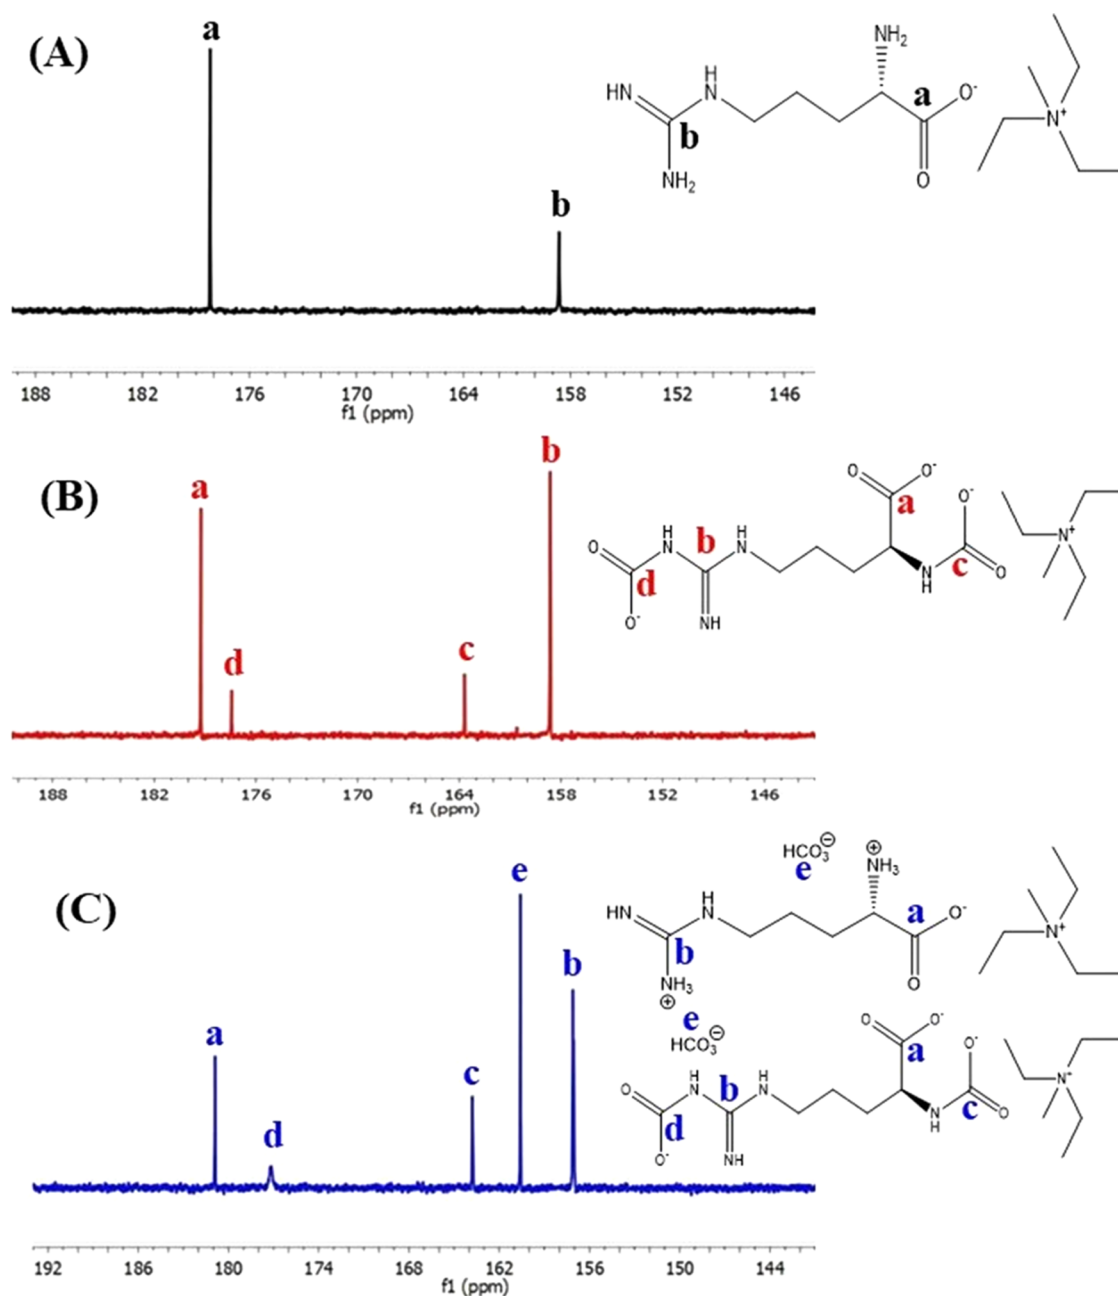 (A)
a
b
HN
H
N
b
NH₂
NH₂
a
O⁻
O
N⁺
188 182 176 170 164 158 152 146
f1 (ppm)
(B)
a
d
c
b
O
d
O⁻
H
N
b
NH
H
N
O
O⁻
a
N
H
O⁻
c
O
N⁺
188 182 176 170 164 158 152 146
f1 (ppm)
(C)
a
d
c
e
b
HCO₃⊖
e
⊕
NH₃
HN
H
N
b
NH₃
⊕
a
O⁻
O
N⁺
e
HCO₃⊖
O
d
O⁻
H
N
b
NH
H
N
O
O⁻
a
N
H
O⁻
c
O
N⁺
192 186 180 174 168 162 156 150 144
f1 (ppm)